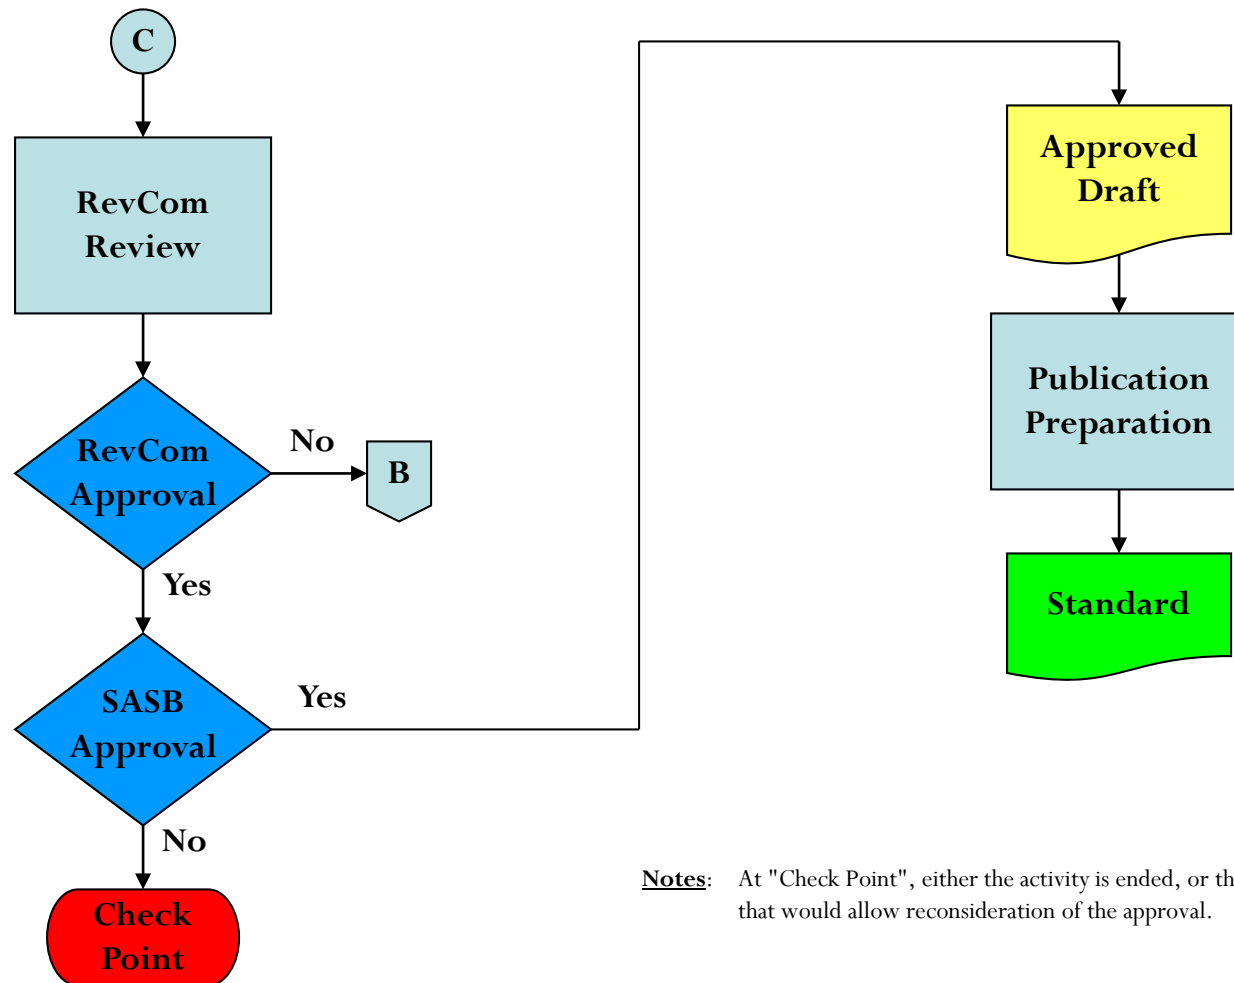 C
RevCom
Review
RevCom
Approval
No
B
Yes
SASB
Approval
Yes
No
Check
Point
Approved
Draft
Publication
Preparation
Standard
Notes: At "Check Point", either the activity is ended, or th
that would allow reconsideration of the approval.